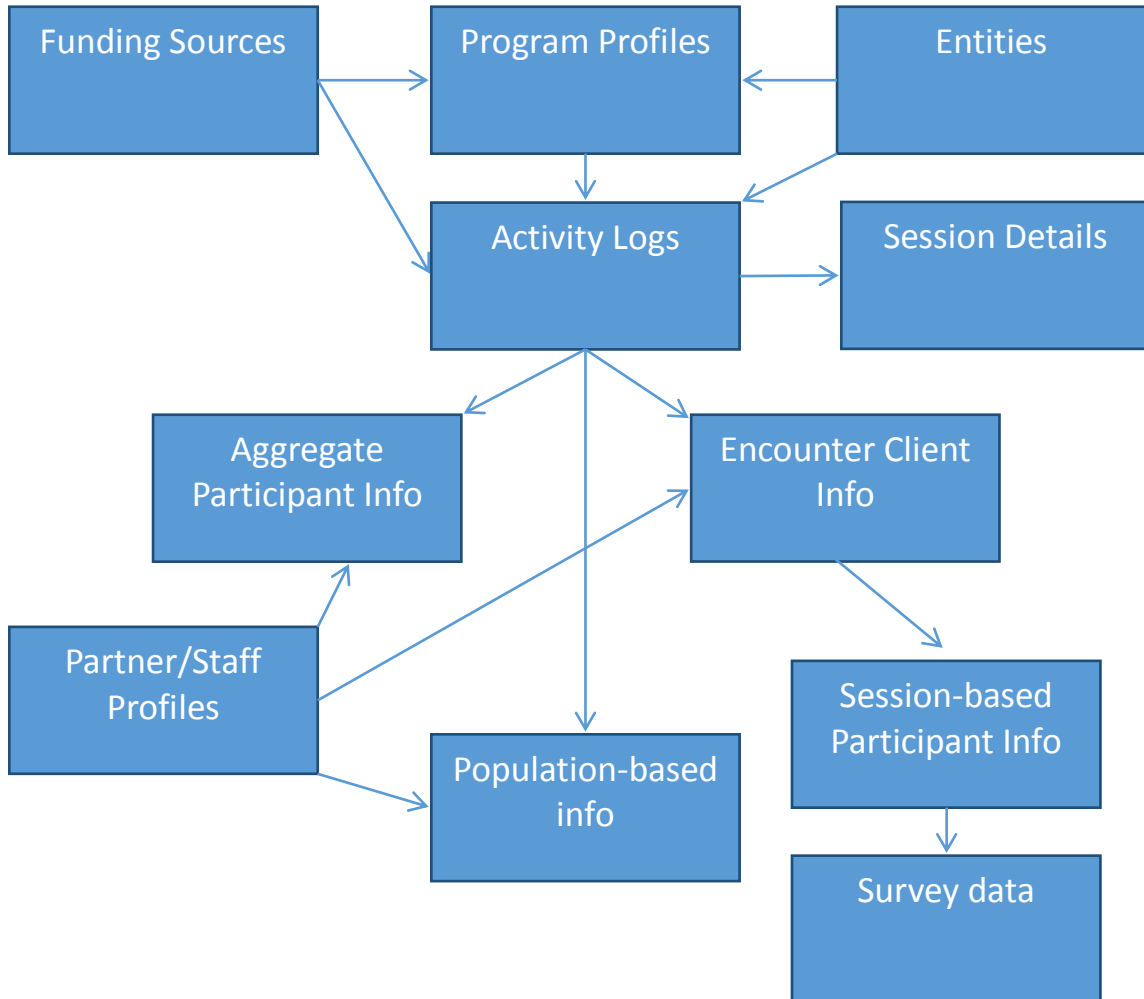 Funding Sources
Program Profiles
Entities
Activity Logs
Session Details
Aggregate
Participant Info
Encounter Client
Info
Partner/Staff
Profiles
Session-based
Participant Info
Population-based
info
Survey data